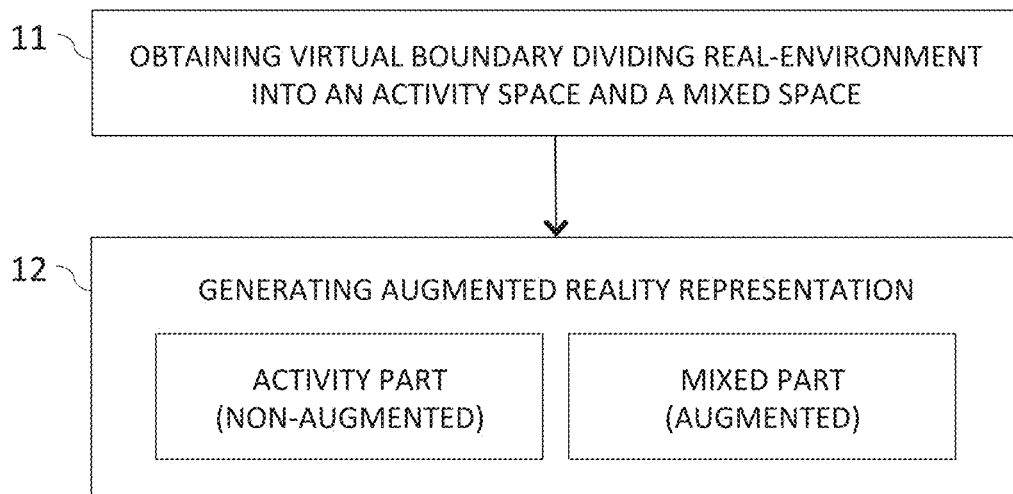 11
OBTAINING VIRTUAL BOUNDARY DIVIDING REAL-ENVIRONMENT
INTO AN ACTIVITY SPACE AND A MIXED SPACE
12
GENERATING AUGMENTED REALITY REPRESENTATION
ACTIVITY PART
(NON-AUGMENTED)
MIXED PART
(AUGMENTED)